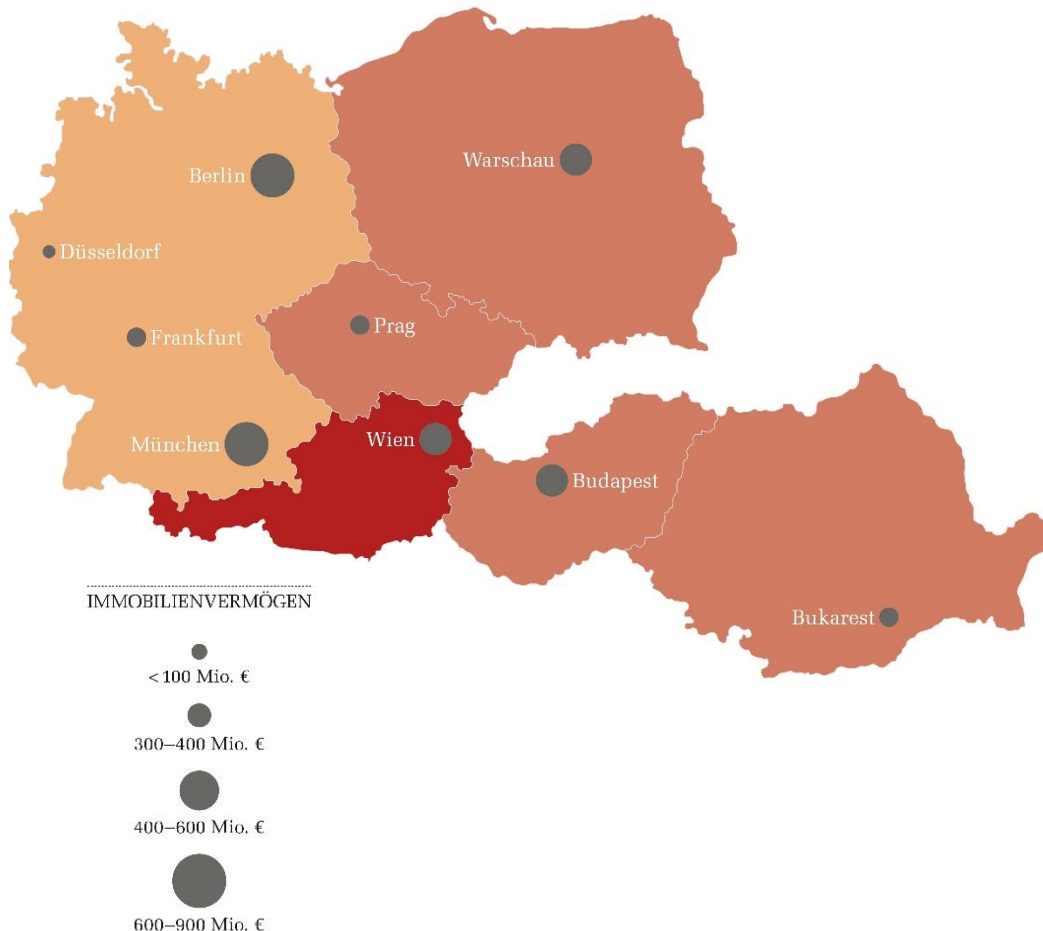 Berlin
Warschau
Düsseldorf
Frankfurt
Prag
München
Wien
Budapest
Bukarest
IMMOBILIENVERMÖGEN
<100 Mio. €
300–400 Mio. €
400–600 Mio. €
600–900 Mio. €